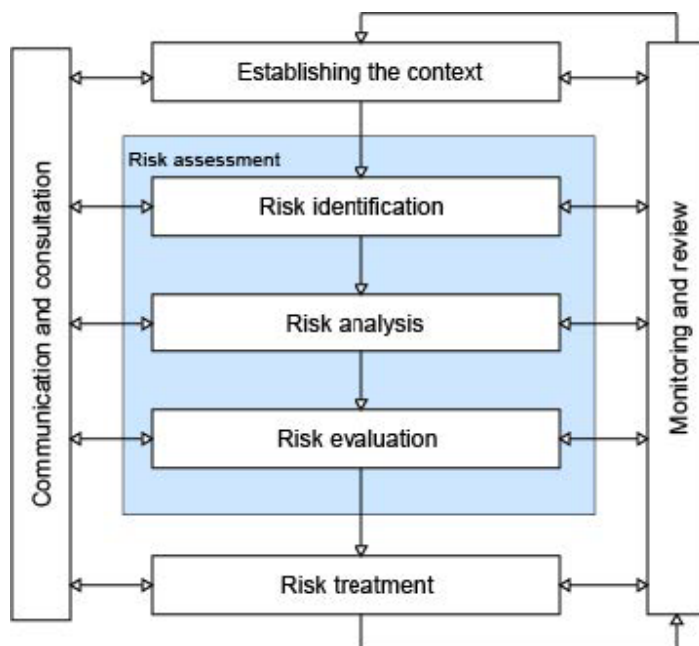 Establishing the context
Risk assessment
Risk identification
Risk analysis
Risk evaluation
Risk treatment
Communication and consultation
Monitoring and review